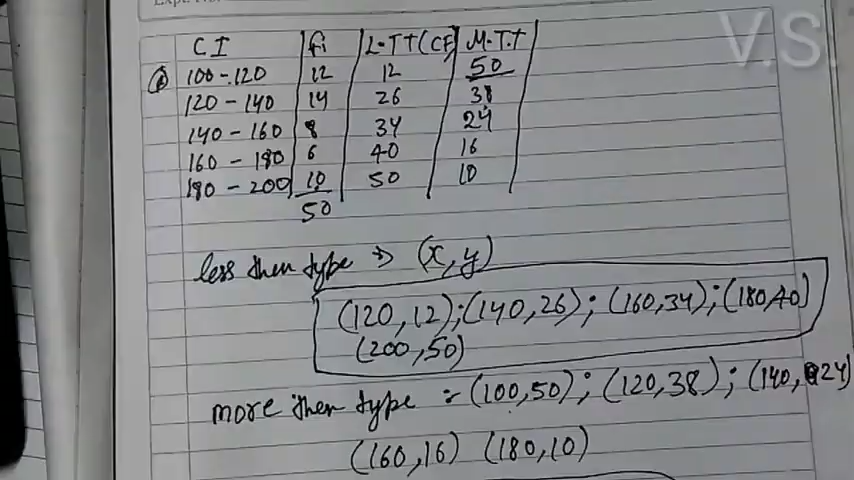 V.S.
CI fi L.TT(CF) M.T.T
100-120 12 12 50
120-140 14 26 38
140-160 8 34 24
160-180 6 40 16
180-200 10 50 10
50
less then type → (x,y)
(120,12);(140,26);(160,34);(180,40)
(200,50)
more then type :- (100,50);(120,38);(140,24)
(160,16) (180,10)